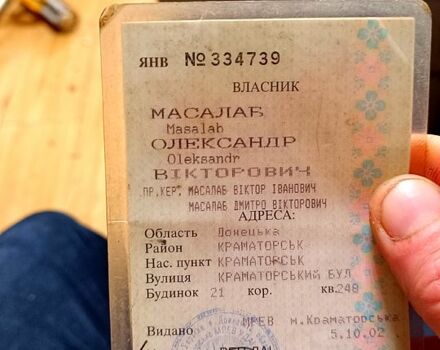 ЯНВ №334739
ВЛАСНИК
МАСАЛАБ
Masalab
ОЛЕКСАНДР
Oleksandr
ВІКТОРОВИЧ
"ПР.КЕР" МАСАЛАБ ВІКТОР ІВАНОВИЧ
МАСАЛАБ ДМИТРО ВІКТОРОВИЧ
АДРЕСА:
Область Донецька
Район КРАМАТОРСЬК
Нас. пункт КРАМАТОРСЬК
Вулиця КРАМАТОРСЬКИЙ БУЛ
Будинок 21 кор. кв.248
Видано МРЕВ м.Краматорська
5.10.02